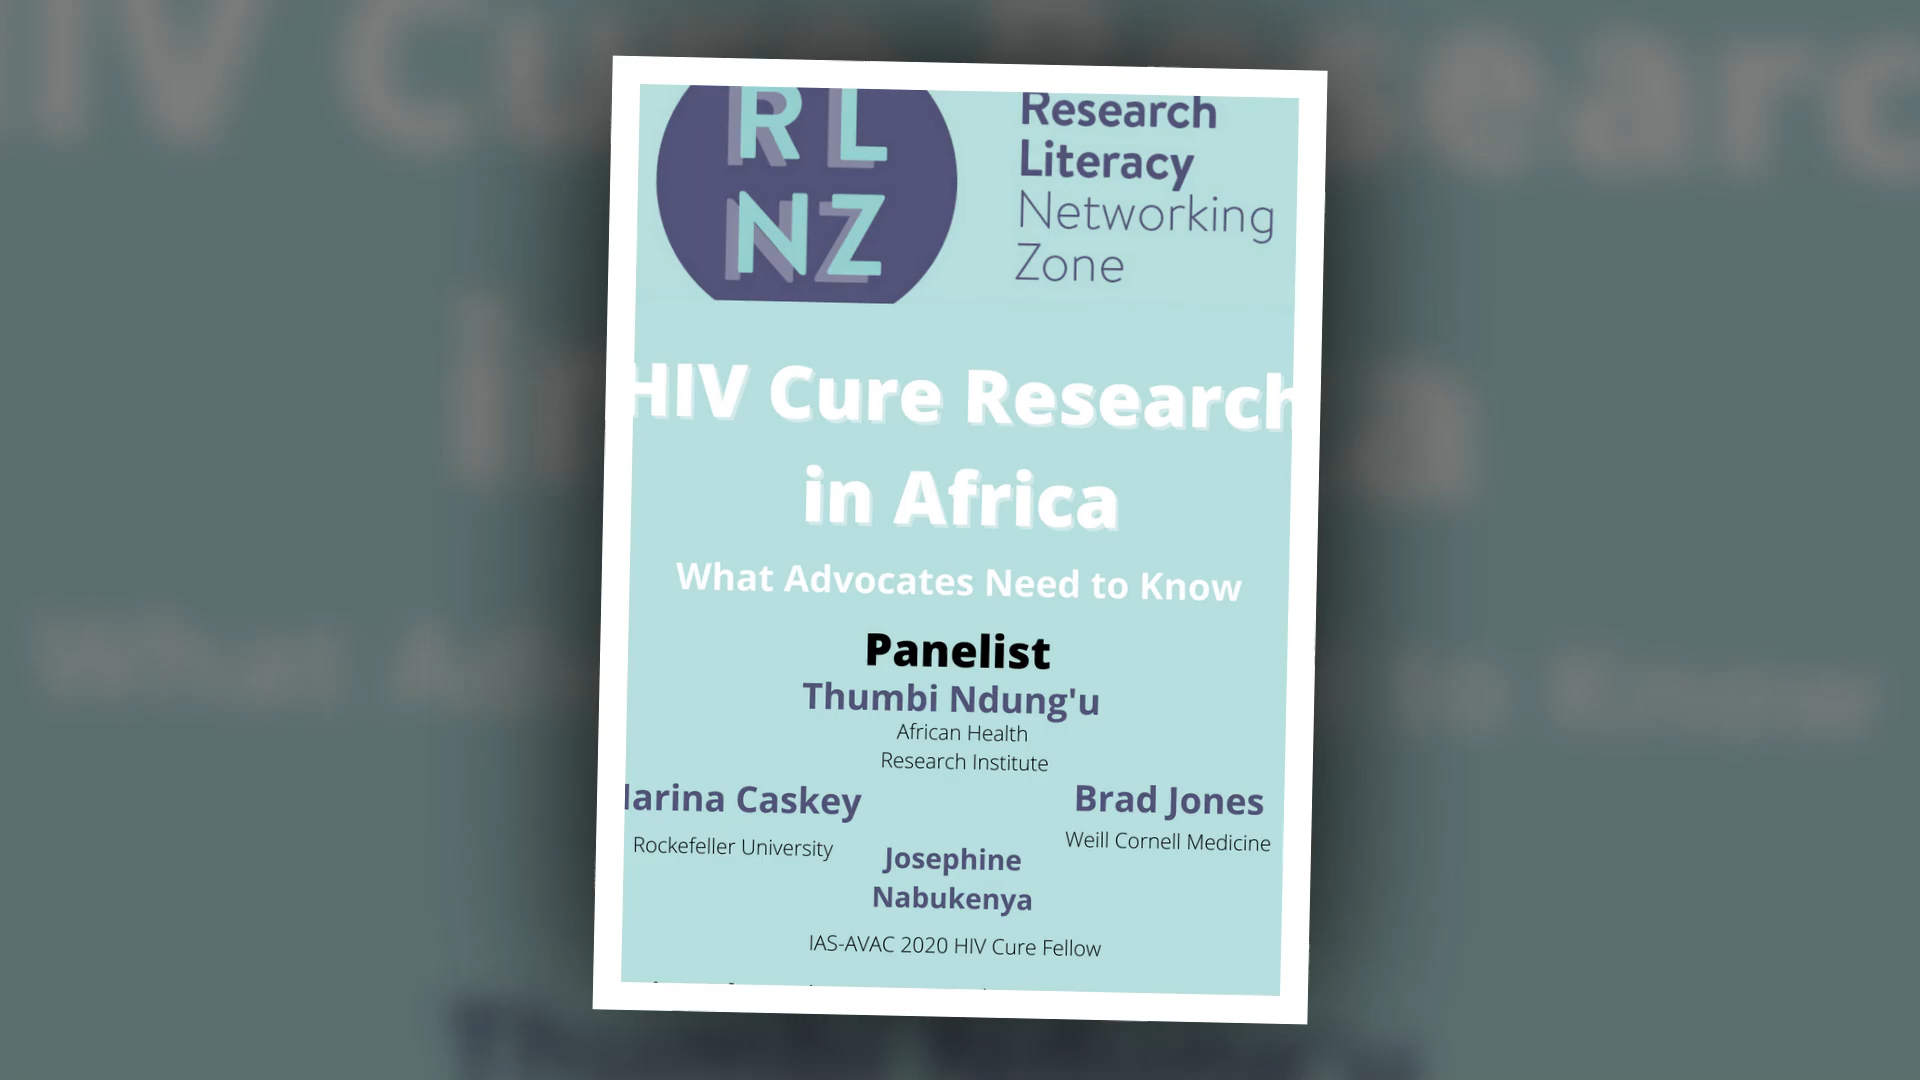 RL
NZ
Research
Literacy
Networking
Zone
HIV Cure Research
in Africa
What Advocates Need to Know
Panelist
Thumbi Ndung'u
African Health
Research Institute
Marina Caskey
Brad Jones
Rockefeller University
Weill Cornell Medicine
Josephine
Nabukenya
IAS-AVAC 2020 HIV Cure Fellow